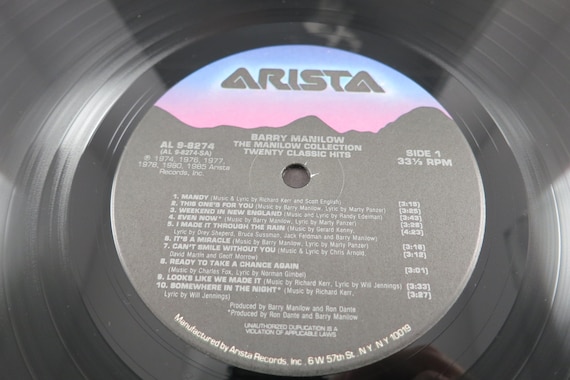 ARISTA
BARRY MANILOW
THE MANILOW COLLECTION
TWENTY CLASSIC HITS
AL 9-8274
(AL 9-8274-SA)
℗ 1974, 1976, 1977,
1978, 1980, 1985 Arista
Records, Inc.
SIDE 1
33⅓ RPM
1. MANDY (Music & Lyric by Richard Kerr and Scott English) [3:15]
2. THIS ONE'S FOR YOU (Music by Barry Manilow, Lyric by Marty Panzer) [3:25]
3. WEEKEND IN NEW ENGLAND (Music and Lyric by Randy Edelman) [3:43]
4. EVEN NOW* (Music by Barry Manilow, Lyric by Marty Panzer) [3:28]
5. I MADE IT THROUGH THE RAIN (Music by Gerard Kenny, [4:23]
Lyric by Drey Shepperd, Bruce Sussman, Jack Feldman and Barry Manilow)
6. IT'S A MIRACLE (Music by Barry Manilow, Lyric by Marty Panzer) [3:16]
7. CAN'T SMILE WITHOUT YOU (Music & Lyric by Chris Arnold, [3:12]
David Martin and Geoff Morrow)
8. READY TO TAKE A CHANCE AGAIN
(Music by Charles Fox, Lyric by Norman Gimbel) [3:01]
9. LOOKS LIKE WE MADE IT (Music by Richard Kerr, Lyric by Will Jennings) [3:33]
10. SOMEWHERE IN THE NIGHT* (Music by Richard Kerr, [3:27]
Lyric by Will Jennings)
Produced by Barry Manilow and Ron Dante
*Produced by Ron Dante and Barry Manilow
UNAUTHORIZED DUPLICATION IS A
VIOLATION OF APPLICABLE LAWS
Manufactured by Arista Records, Inc. 6 W 57th St. N.Y. N.Y. 10019